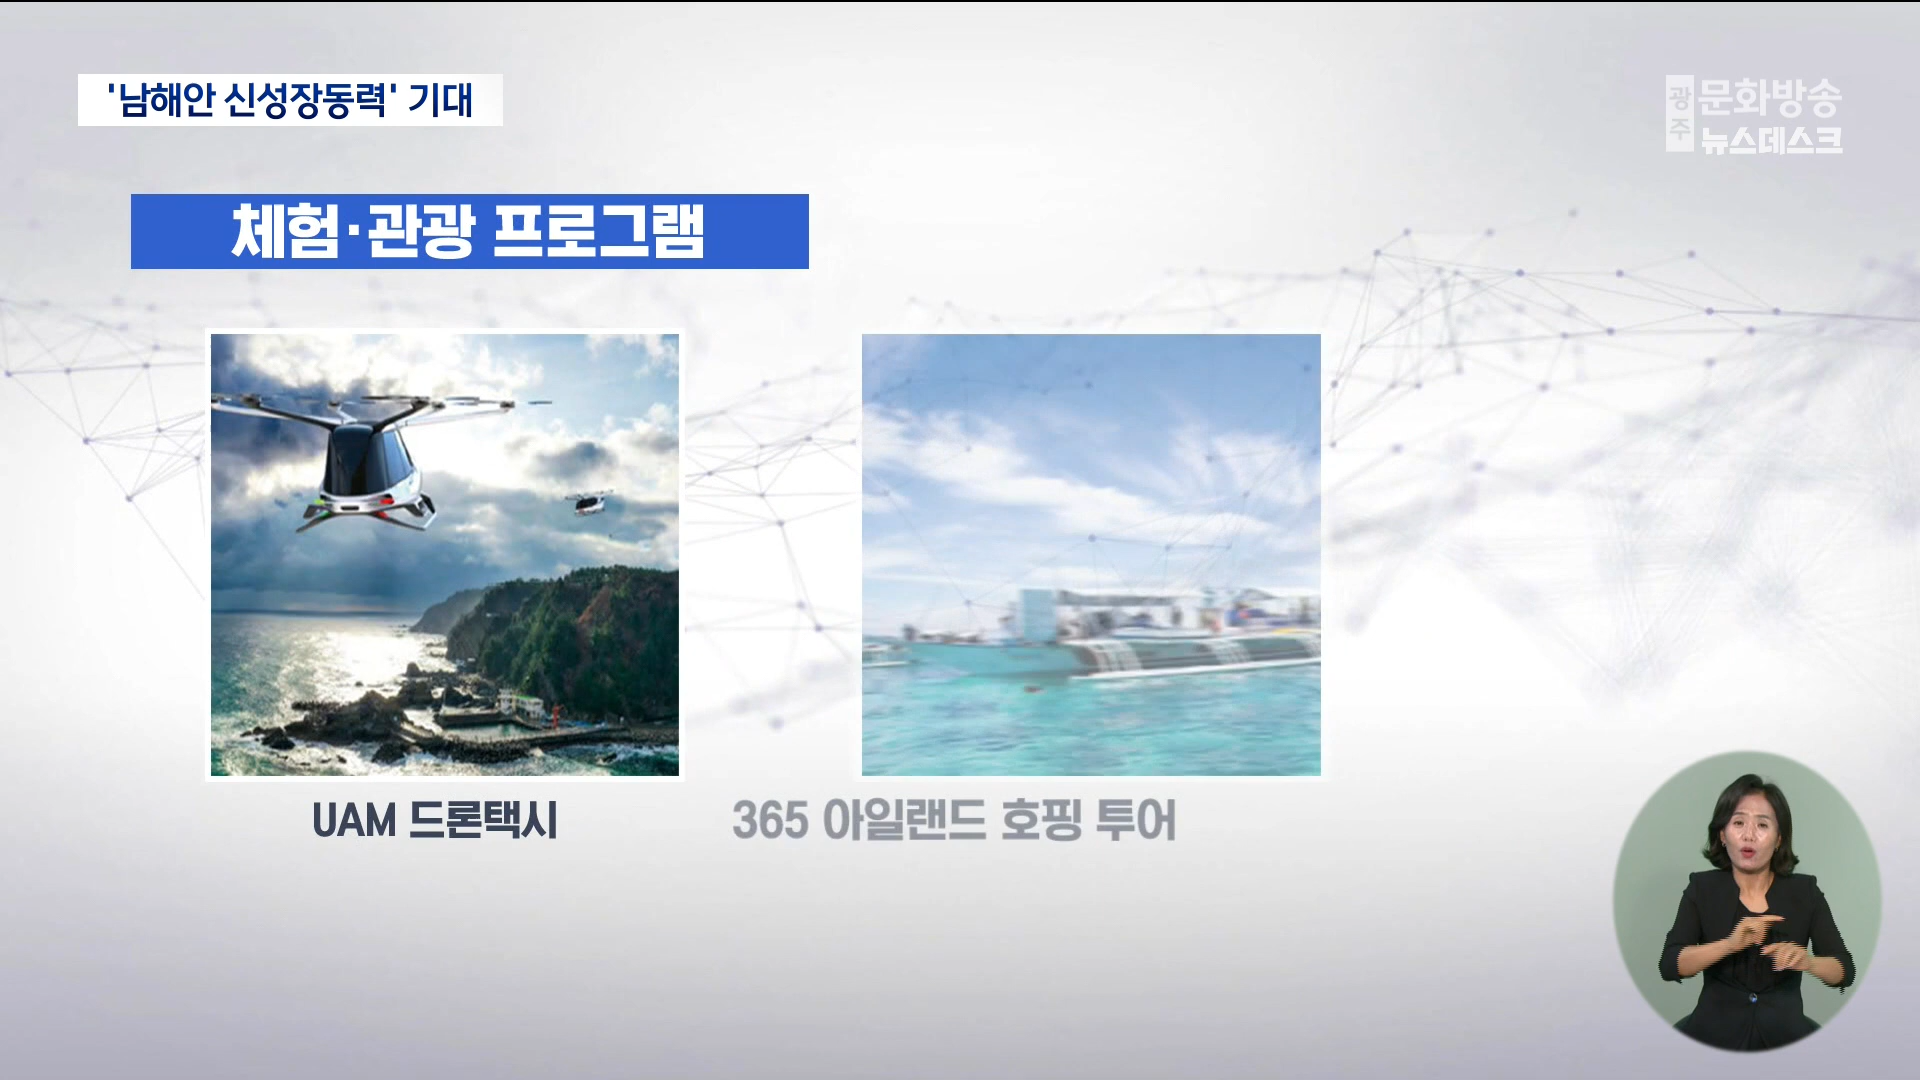 '남해안 신성장동력' 기대
광주
문화방송
뉴스데스크
체험·관광 프로그램
UAM 드론택시
365 아일랜드 호핑 투어